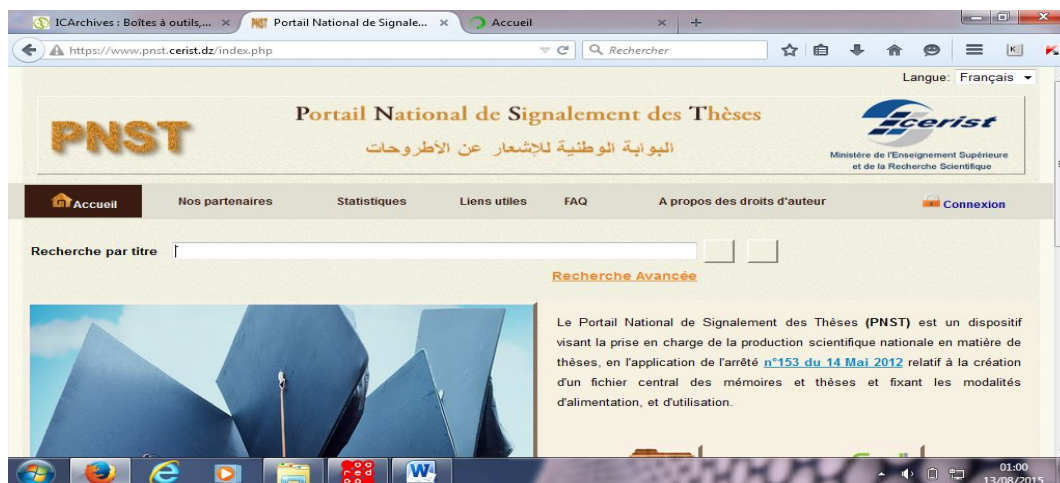 ICArchives : Boîtes à outils,...
PNST Portail National de Signale...
Accueil
https://www.pnst.cerist.dz/index.php
Rechercher
Langue: Français
PNST
Portail National de Signalement des Thèses
البوابة الوطنية للإشعار عن الأطروحات
cerist
Ministère de l'Enseignement Supérieure
et de la Recherche Scientifique
Accueil
Nos partenaires
Statistiques
Liens utiles
FAQ
A propos des droits d'auteur
Connexion
Recherche par titre
Recherche Avancée
Le Portail National de Signalement des Thèses (PNST) est un dispositif
visant la prise en charge de la production scientifique nationale en matière de
thèses, en l'application de l'arrêté n°153 du 14 Mai 2012 relatif à la création
d'un fichier central des mémoires et thèses et fixant les modalités
d'alimentation, et d'utilisation.
01:00
13/08/2015